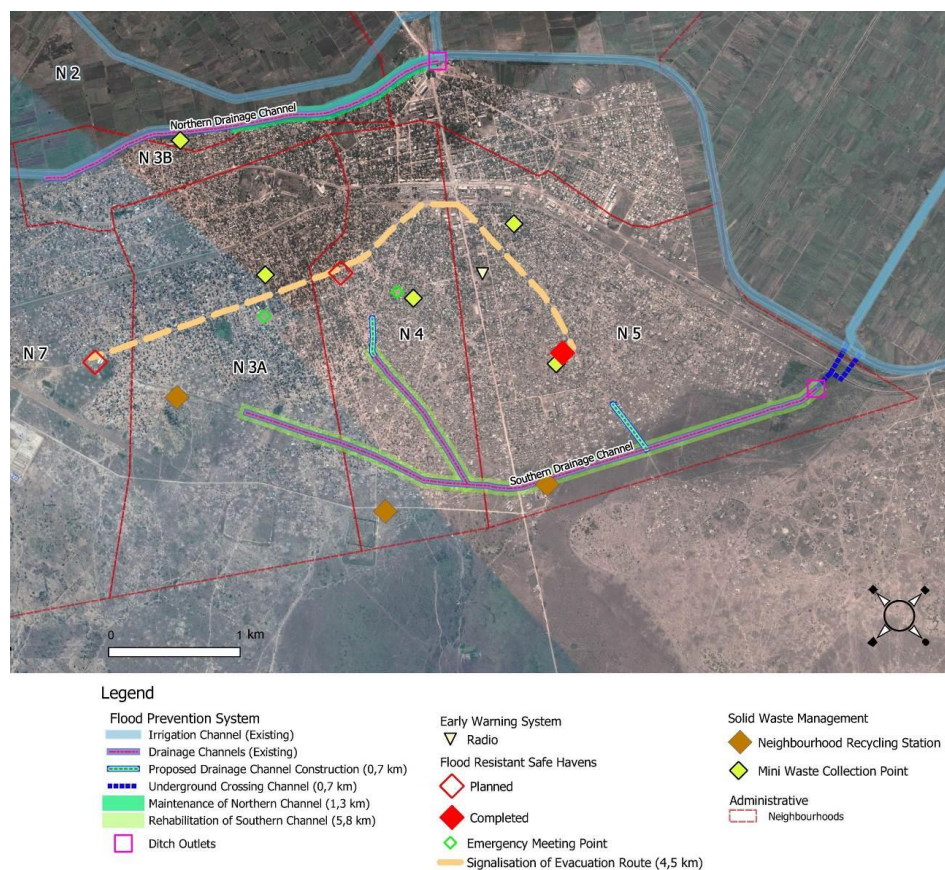 N 2
Northern Drainage Channel
N 3B
N 7
N 3A
N 4
N 5
Southern Drainage Channel
0 1 km
Legend
Flood Prevention System
Irrigation Channel (Existing)
Drainage Channels (Existing)
Proposed Drainage Channel Construction (0,7 km)
Underground Crossing Channel (0,7 km)
Maintenance of Northern Channel (1,3 km)
Rehabilitation of Southern Channel (5,8 km)
Ditch Outlets
Early Warning System
Radio
Flood Resistant Safe Havens
Planned
Completed
Emergency Meeting Point
Signalisation of Evacuation Route (4,5 km)
Solid Waste Management
Neighbourhood Recycling Station
Mini Waste Collection Point
Administrative
Neighbourhoods